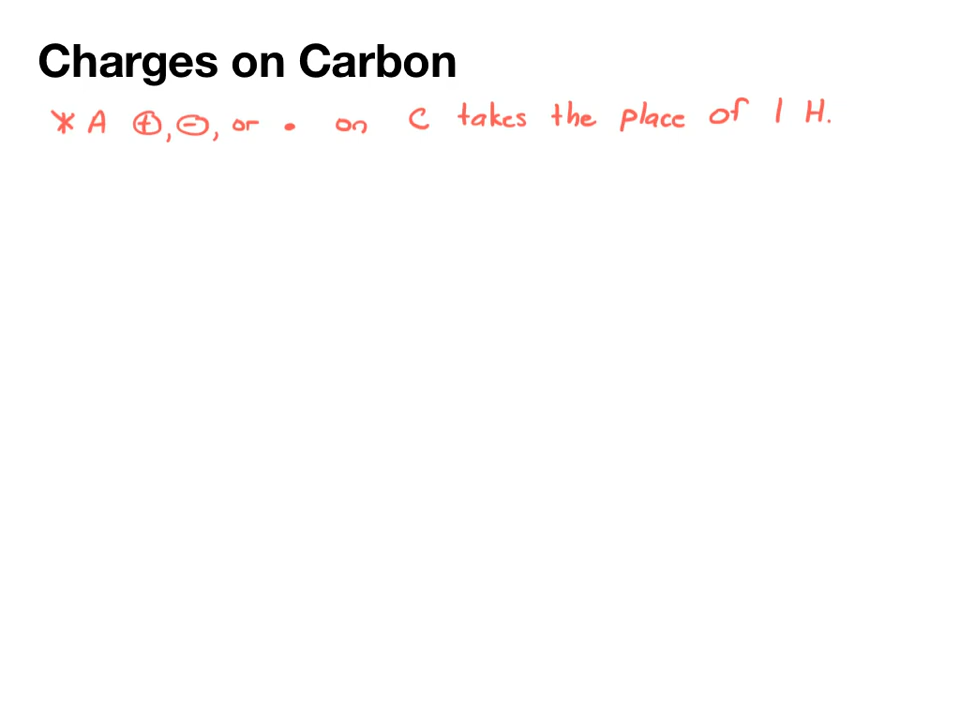 Charges on Carbon
* A ⊕, ⊖, or • on C takes the place of 1 H.